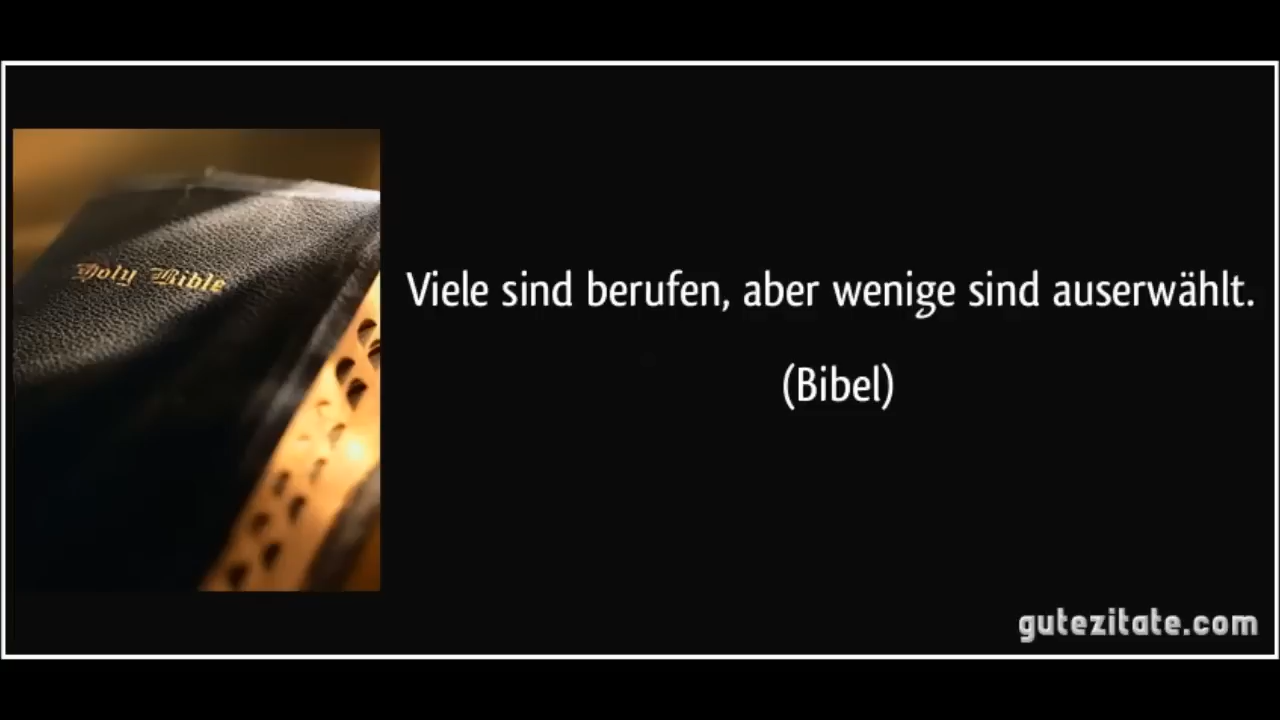 Holy Bible
Viele sind berufen, aber wenige sind auserwählt.
(Bibel)
gutezitate.com